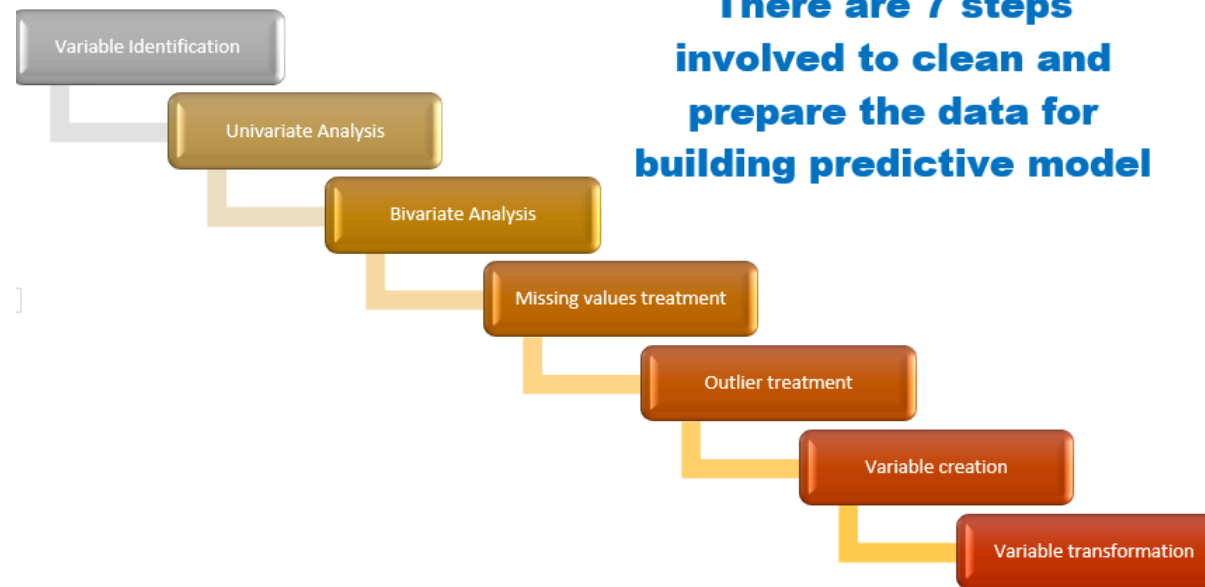 There are 7 steps
involved to clean and
prepare the data for
building predictive model
Variable Identification
Univariate Analysis
Bivariate Analysis
Missing values treatment
Outlier treatment
Variable creation
Variable transformation